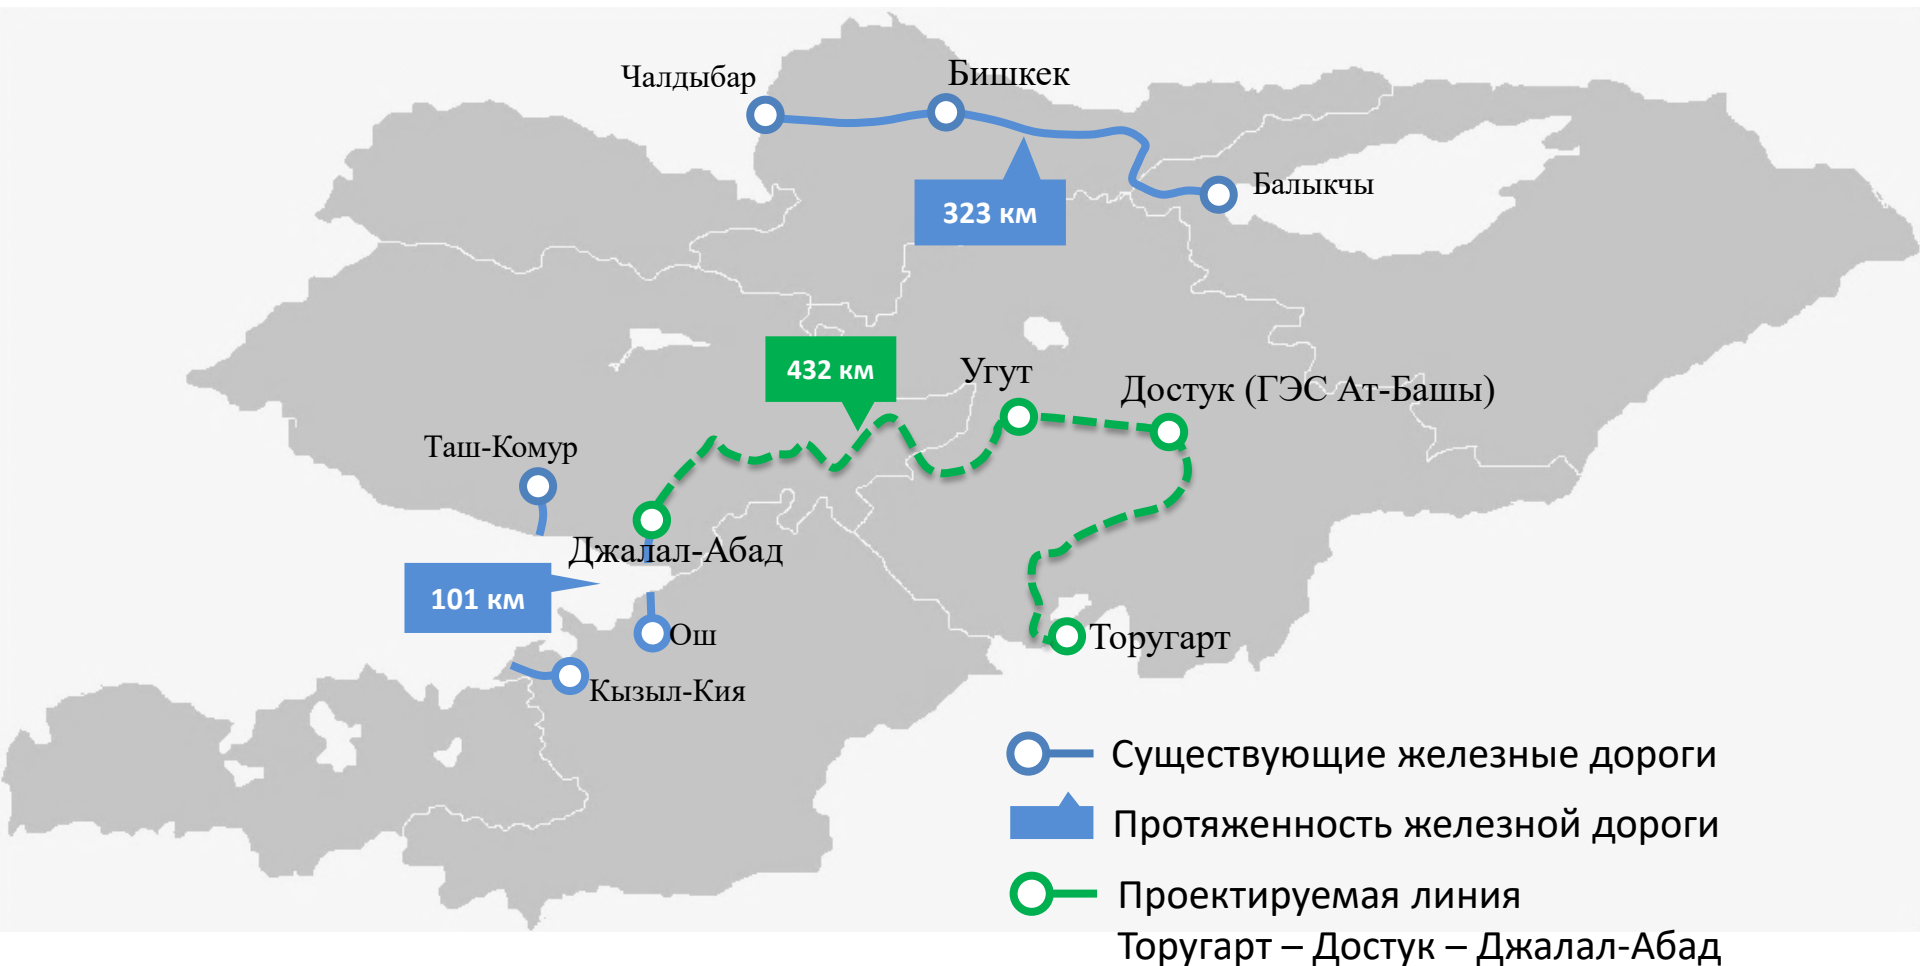 Чалдыбар
Бишкек
Балыкчы
323 км
432 км
Угут
Достук (ГЭС Ат-Башы)
Таш-Комур
Джалал-Абад
101 км
Ош
Торугарт
Кызыл-Кия
Существующие железные дороги
Протяженность железной дороги
Проектируемая линия
Торугарт – Достук – Джалал-Абад